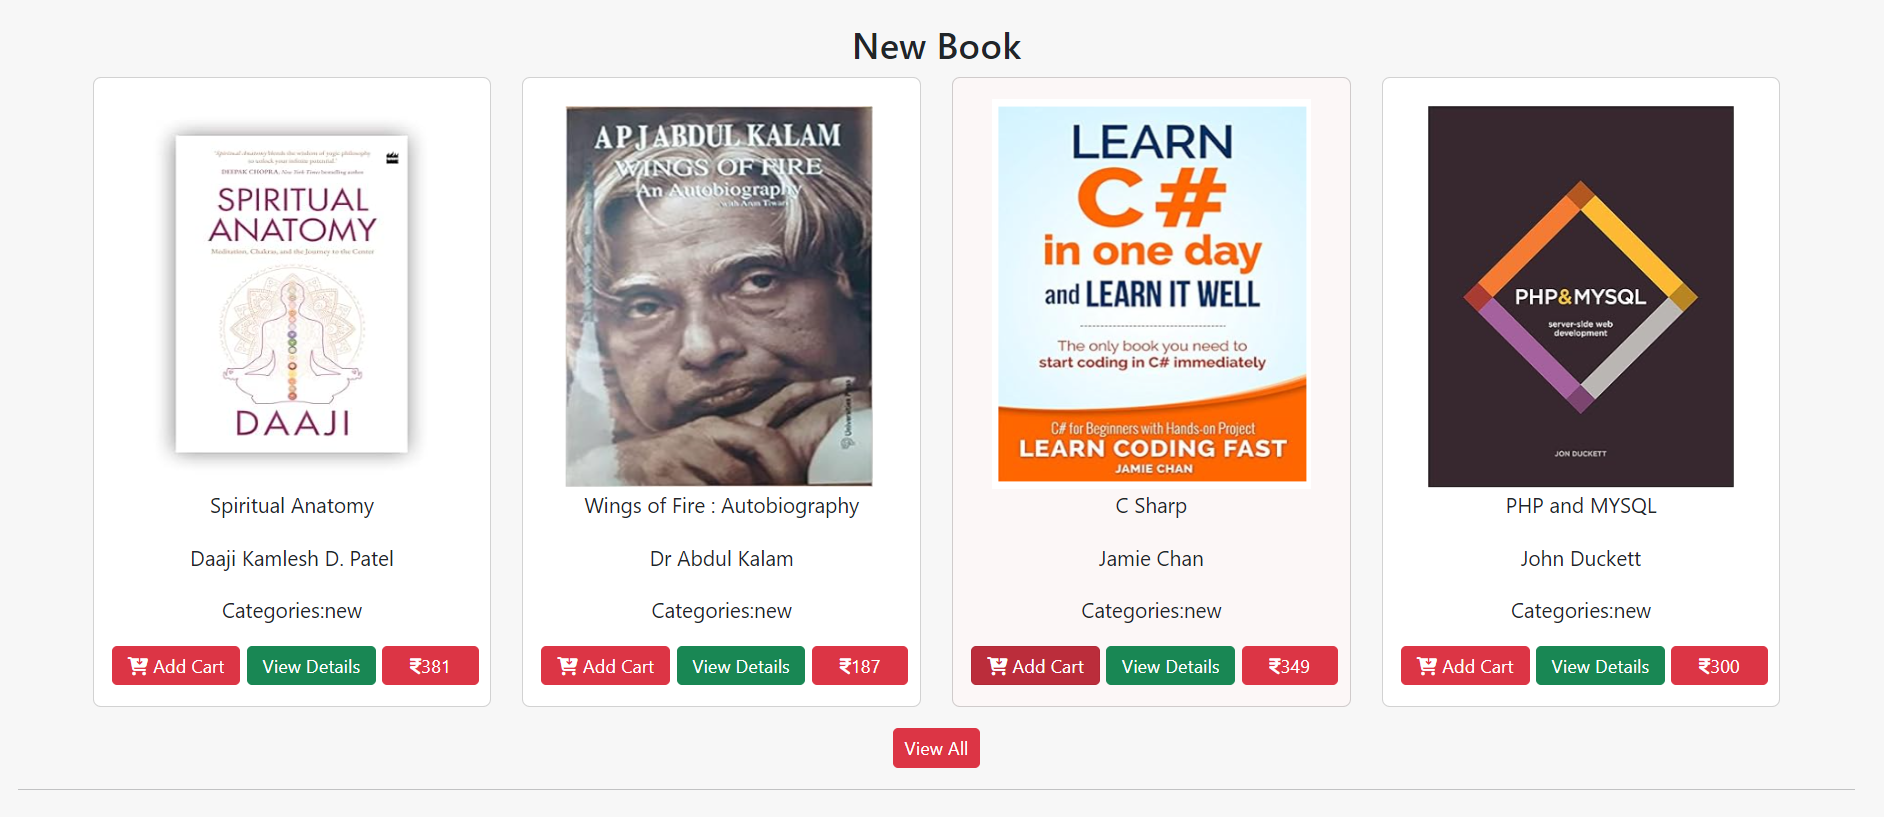 New Book
"Spiritual Anatomy blends the wisdom of yogic philosophy
to unlock your infinite potential."
DEEPAK CHOPRA, New York Times bestselling author
SPIRITUAL
ANATOMY
Meditation, Chakras, and the Journey to the Center
DAAJI
Spiritual Anatomy
Daaji Kamlesh D. Patel
Categories:new
Add Cart View Details ₹381
A P J ABDUL KALAM
WINGS OF FIRE
An Autobiography
with Arun Tiwari
Universities Press
Wings of Fire : Autobiography
Dr Abdul Kalam
Categories:new
Add Cart View Details ₹187
LEARN
C#
in one day
and LEARN IT WELL
The only book you need to
start coding in C# immediately
C# for Beginners with Hands-on Project
LEARN CODING FAST
JAMIE CHAN
C Sharp
Jamie Chan
Categories:new
Add Cart View Details ₹349
PHP&MYSQL
server-side web
development
JON DUCKETT
PHP and MYSQL
John Duckett
Categories:new
Add Cart View Details ₹300
View All